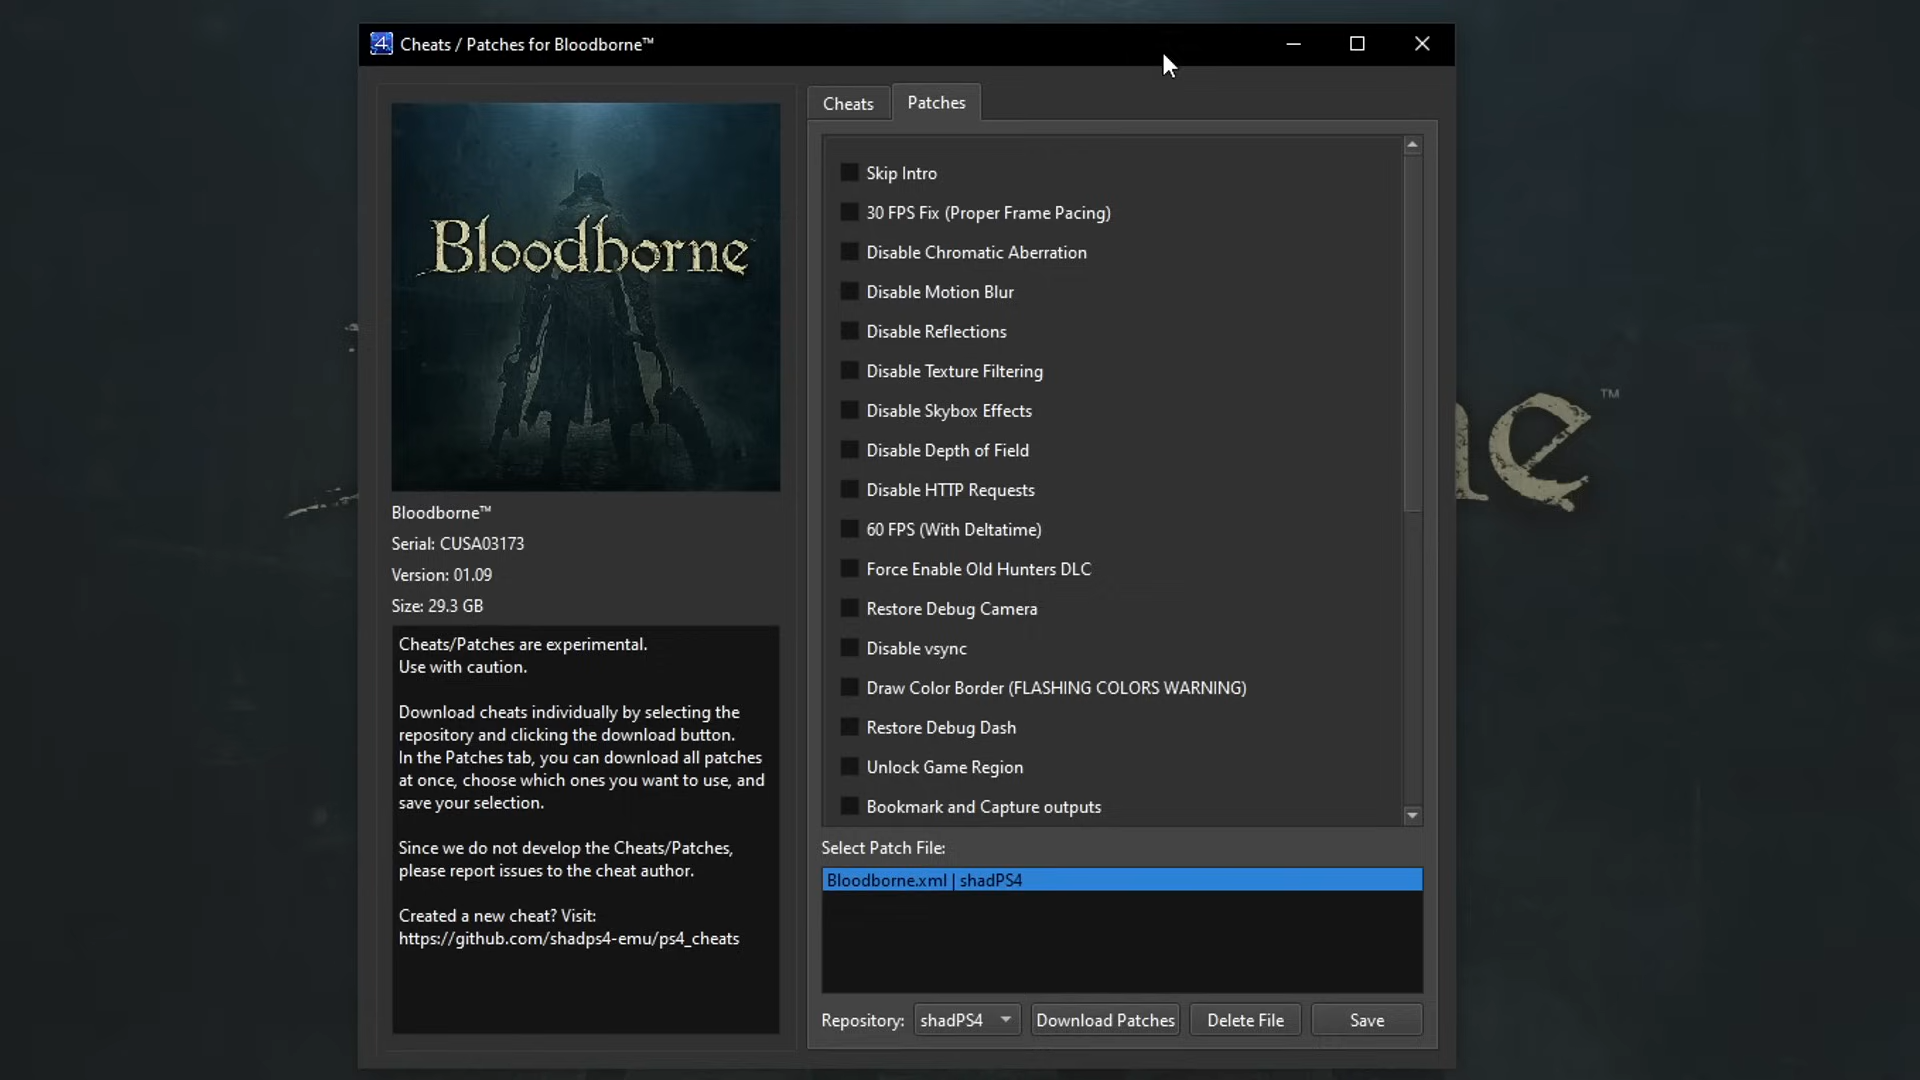 Cheats / Patches for Bloodborne™
Bloodborne
Bloodborne™
Serial: CUSA03173
Version: 01.09
Size: 29.3 GB
Cheats/Patches are experimental.
Use with caution.
Download cheats individually by selecting the
repository and clicking the download button.
In the Patches tab, you can download all patches
at once, choose which ones you want to use, and
save your selection.
Since we do not develop the Cheats/Patches,
please report issues to the cheat author.
Created a new cheat? Visit:
https://github.com/shadps4-emu/ps4_cheats
Cheats
Patches
Skip Intro
30 FPS Fix (Proper Frame Pacing)
Disable Chromatic Aberration
Disable Motion Blur
Disable Reflections
Disable Texture Filtering
Disable Skybox Effects
Disable Depth of Field
Disable HTTP Requests
60 FPS (With Deltatime)
Force Enable Old Hunters DLC
Restore Debug Camera
Disable vsync
Draw Color Border (FLASHING COLORS WARNING)
Restore Debug Dash
Unlock Game Region
Bookmark and Capture outputs
Select Patch File:
Bloodborne.xml | shadPS4
Repository: shadPS4 Download Patches Delete File Save
ne™